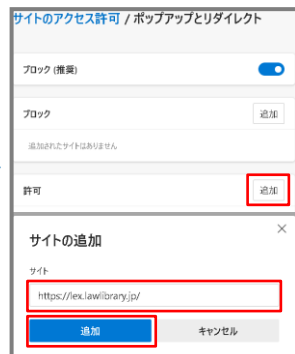 サイトのアクセス許可 / ポップアップとリダイレクト
ブロック (推奨)
ブロック
追加
追加されたサイトはありません
許可
追加
サイトの追加
サイト
https://lex.lawlibrary.jp/
追加
キャンセル